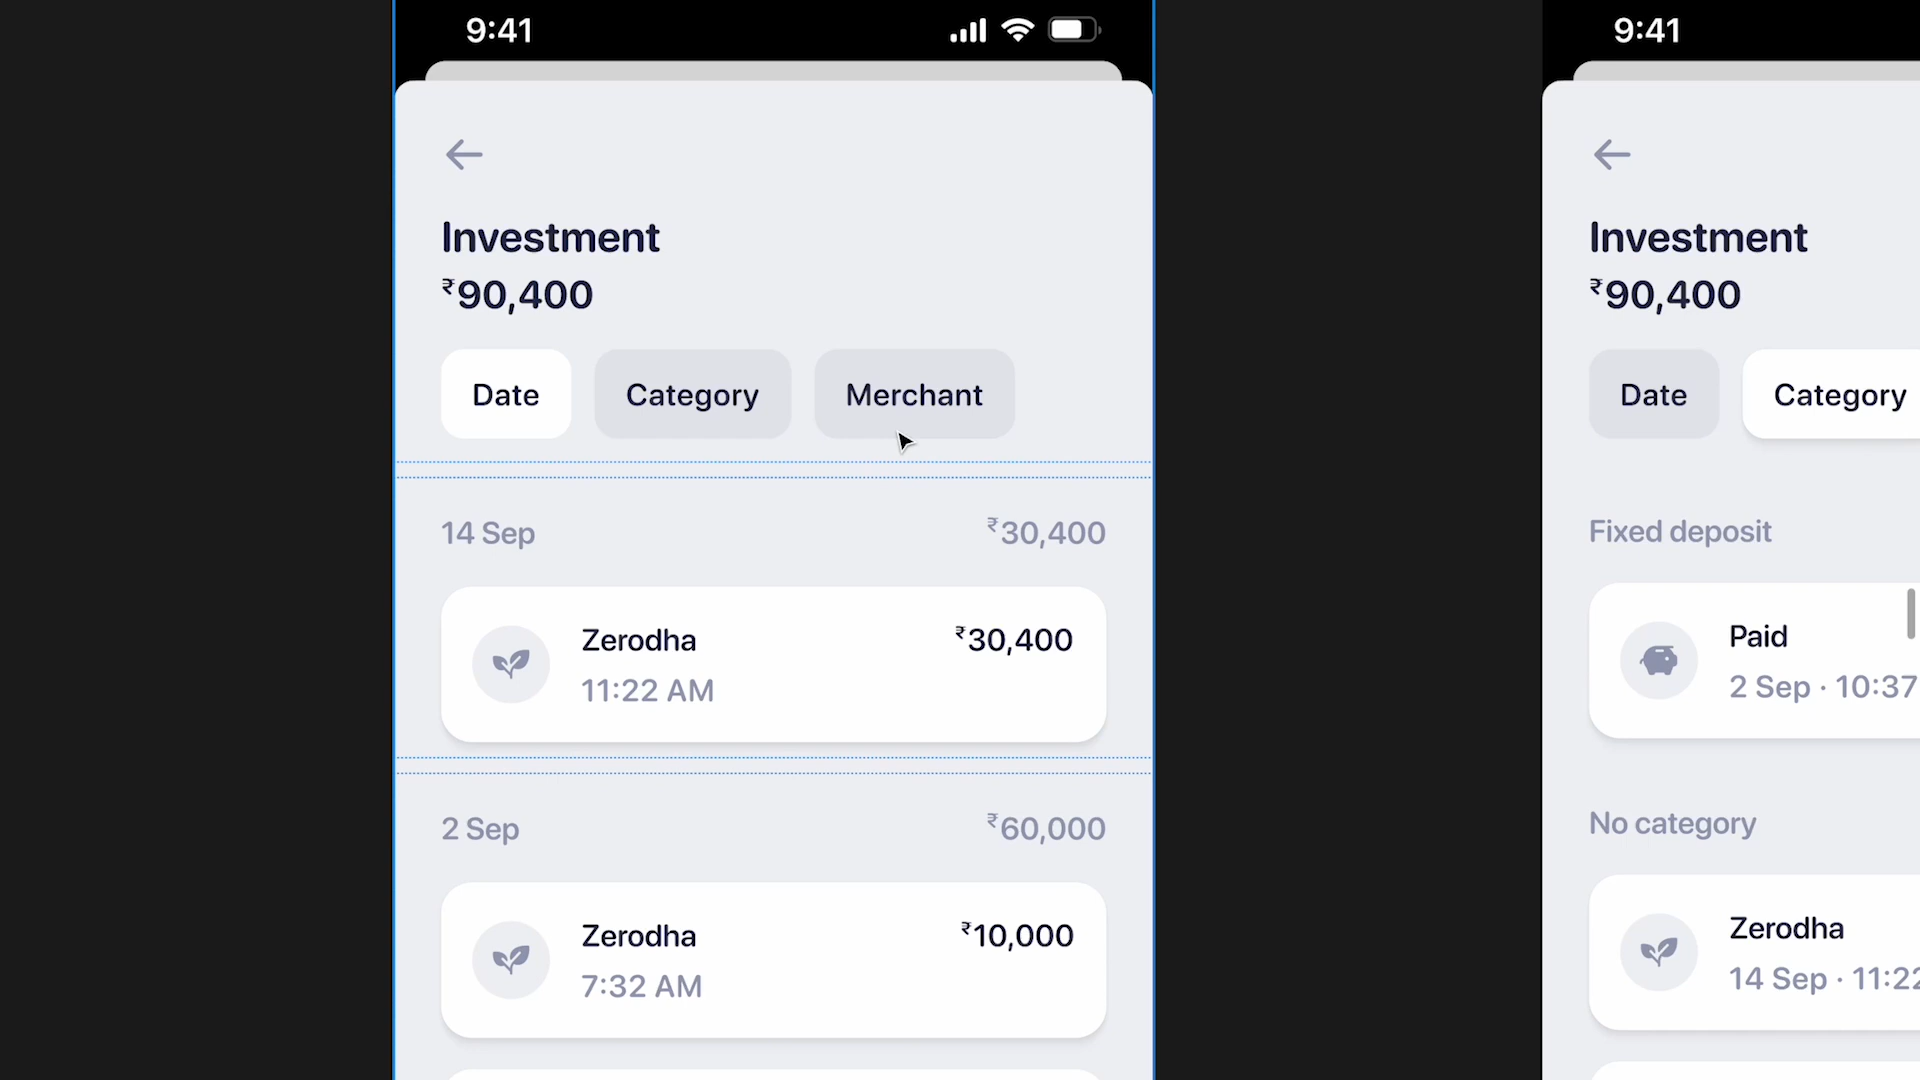 9:41
Investment
₹90,400
Date Category Merchant
14 Sep ₹30,400
Zerodha ₹30,400
11:22 AM
2 Sep ₹60,000
Zerodha ₹10,000
7:32 AM
9:41
Investment
₹90,400
Date Category
Fixed deposit
Paid
2 Sep · 10:37
No category
Zerodha
14 Sep · 11:22